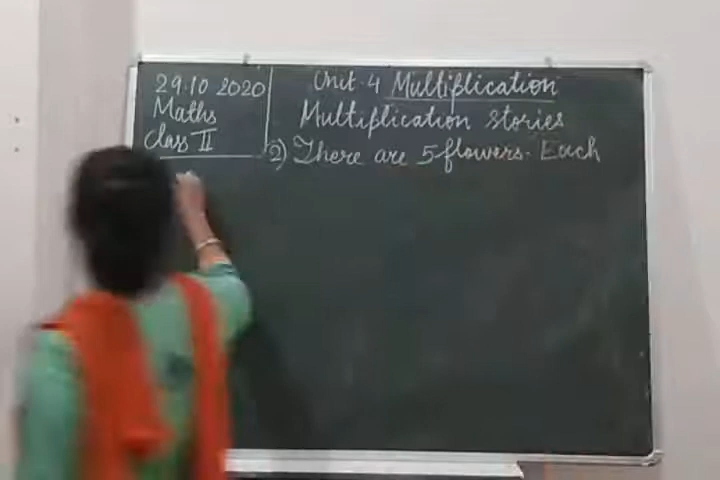 29.10 2020
Maths
Class II
Unit-4 Multiplication
Multiplication stories
2) There are 5 flowers. Each